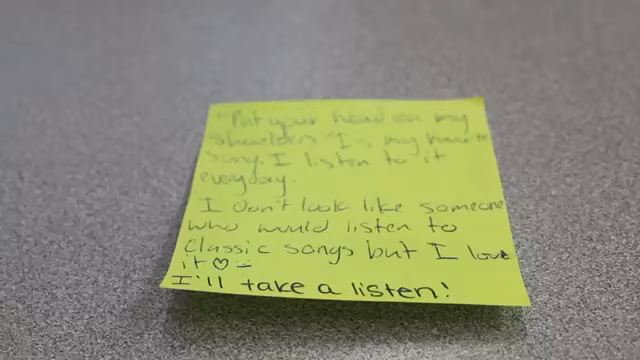 "Put your head on my
shoulders" Is my favorite
song. I listen to it
everyday.
I don't look like someone
who would listen to
classic songs but I love
it ♡
I'll take a listen!